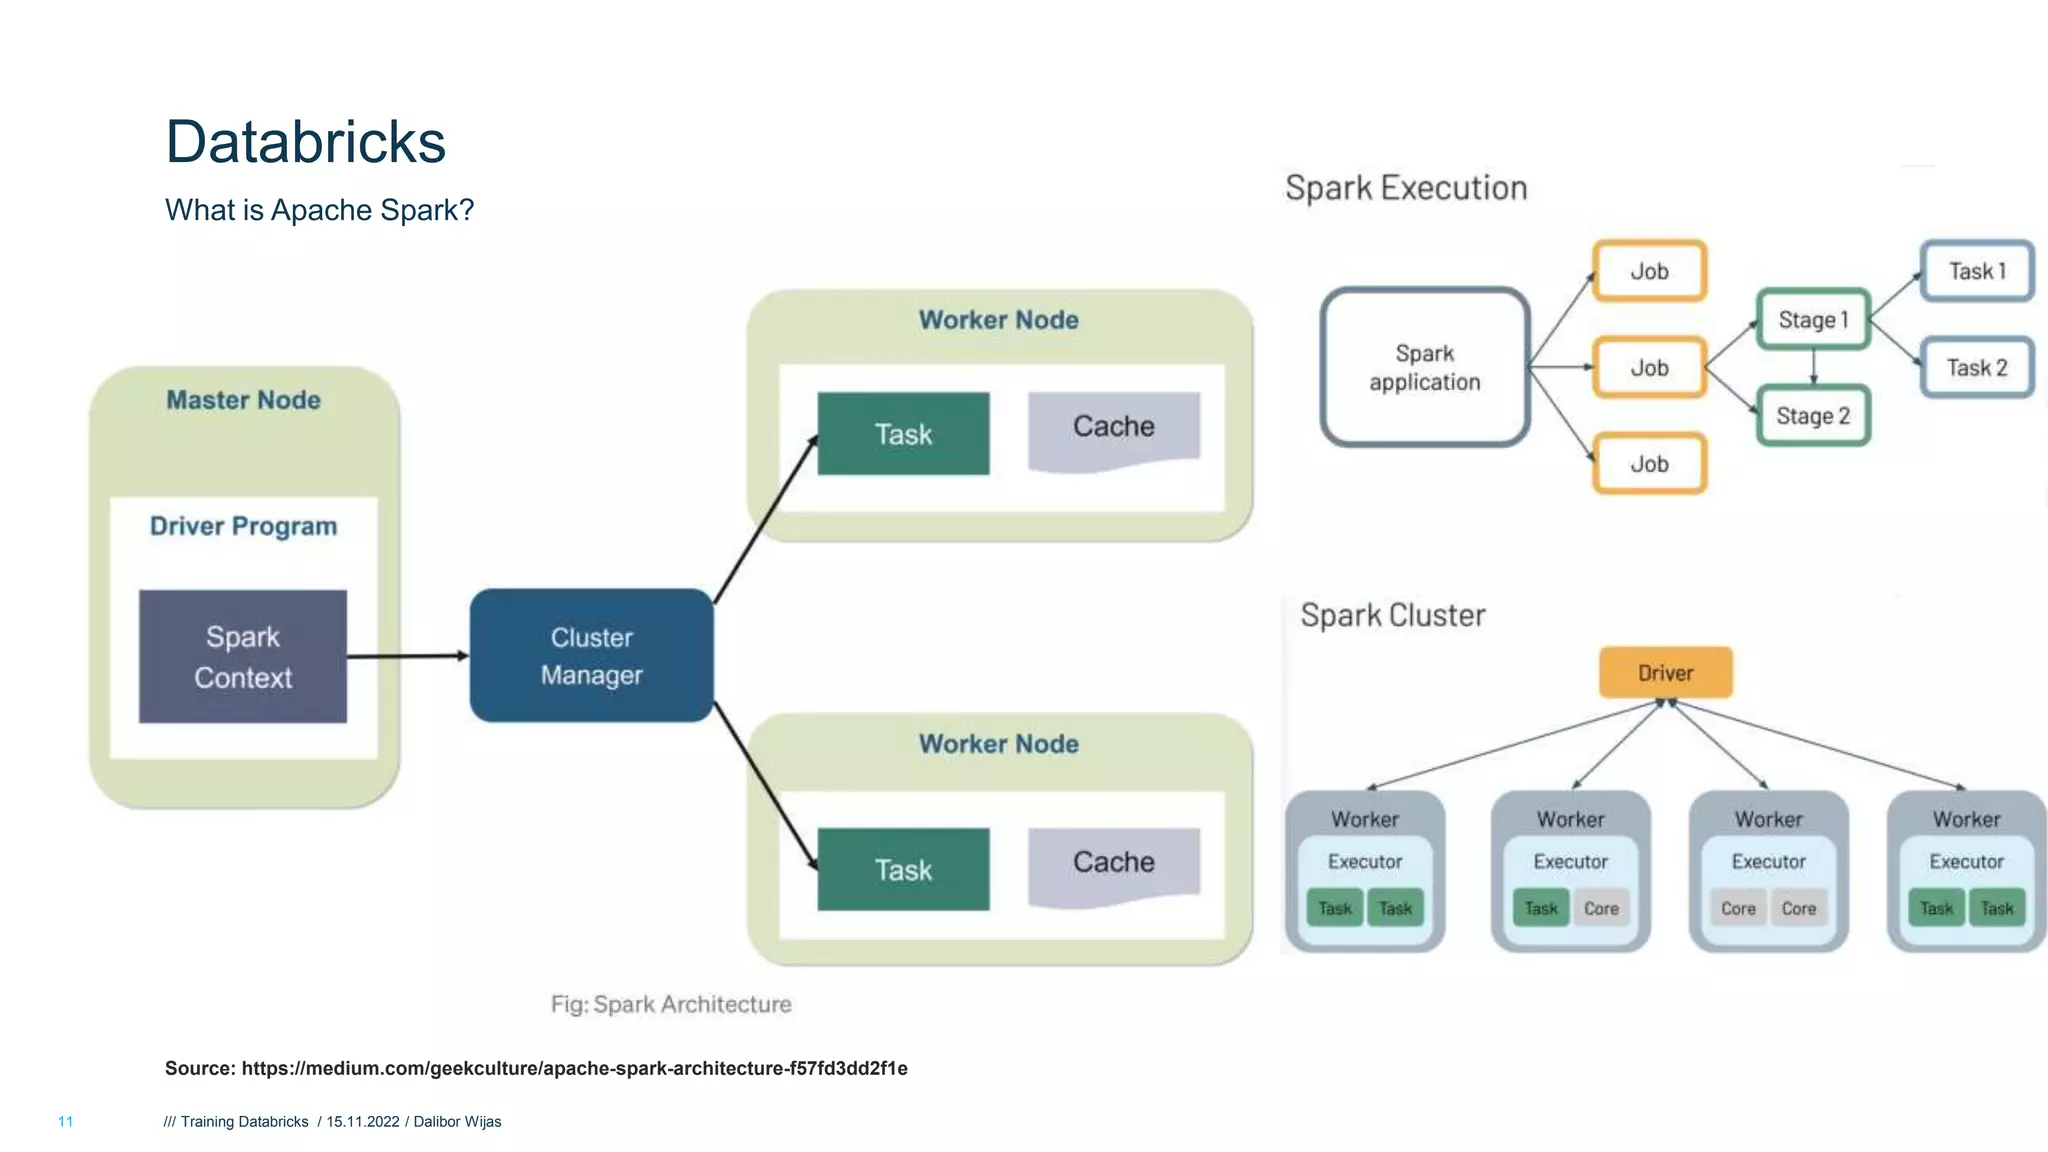 Databricks
What is Apache Spark?
Master Node
Driver Program
Spark
Context
Cluster
Manager
Worker Node
Task
Cache
Worker Node
Task
Cache
Fig: Spark Architecture
Spark Execution
Spark
application
Job
Job
Job
Stage 1
Stage 2
Task 1
Task 2
Spark Cluster
Driver
Worker
Executor
Task Task
Worker
Executor
Task Core
Worker
Executor
Core Core
Worker
Executor
Task Task
Source: https://medium.com/geekculture/apache-spark-architecture-f57fd3dd2f1e
11 /// Training Databricks / 15.11.2022 / Dalibor Wijas